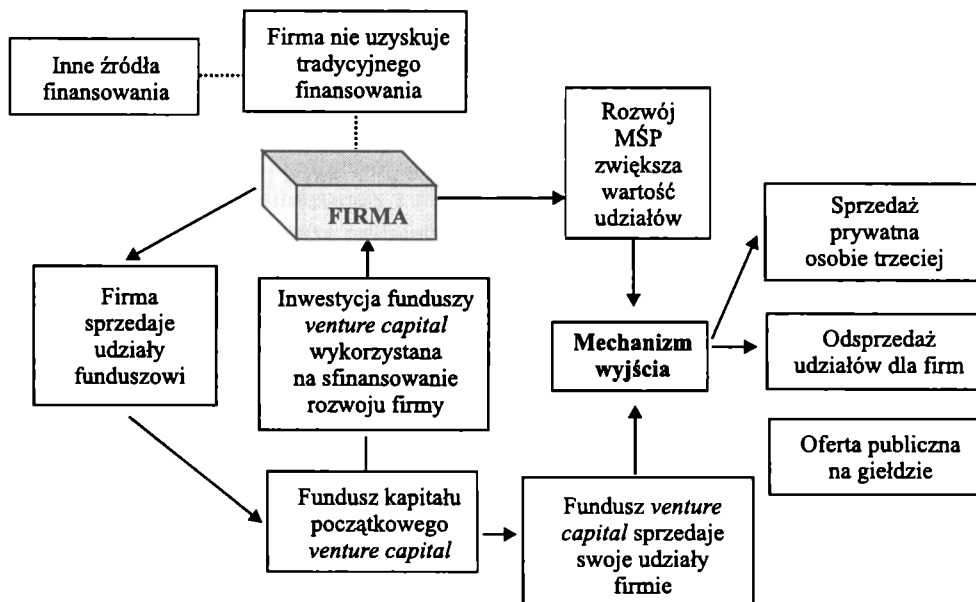 Inne źródła
finansowania
Firma nie uzyskuje
tradycyjnego
finansowania
FIRMA
Rozwój
MŚP
zwiększa
wartość
udziałów
Sprzedaż
prywatna
osobie trzeciej
Firma
sprzedaje
udziały
funduszowi
Inwestycja funduszy
venture capital
wykorzystana
na sfinansowanie
rozwoju firmy
Mechanizm
wyjścia
Odsprzedaż
udziałów dla firm
Oferta publiczna
na giełdzie
Fundusz kapitału
początkowego
venture capital
Fundusz venture
capital sprzedaje
swoje udziały
firmie